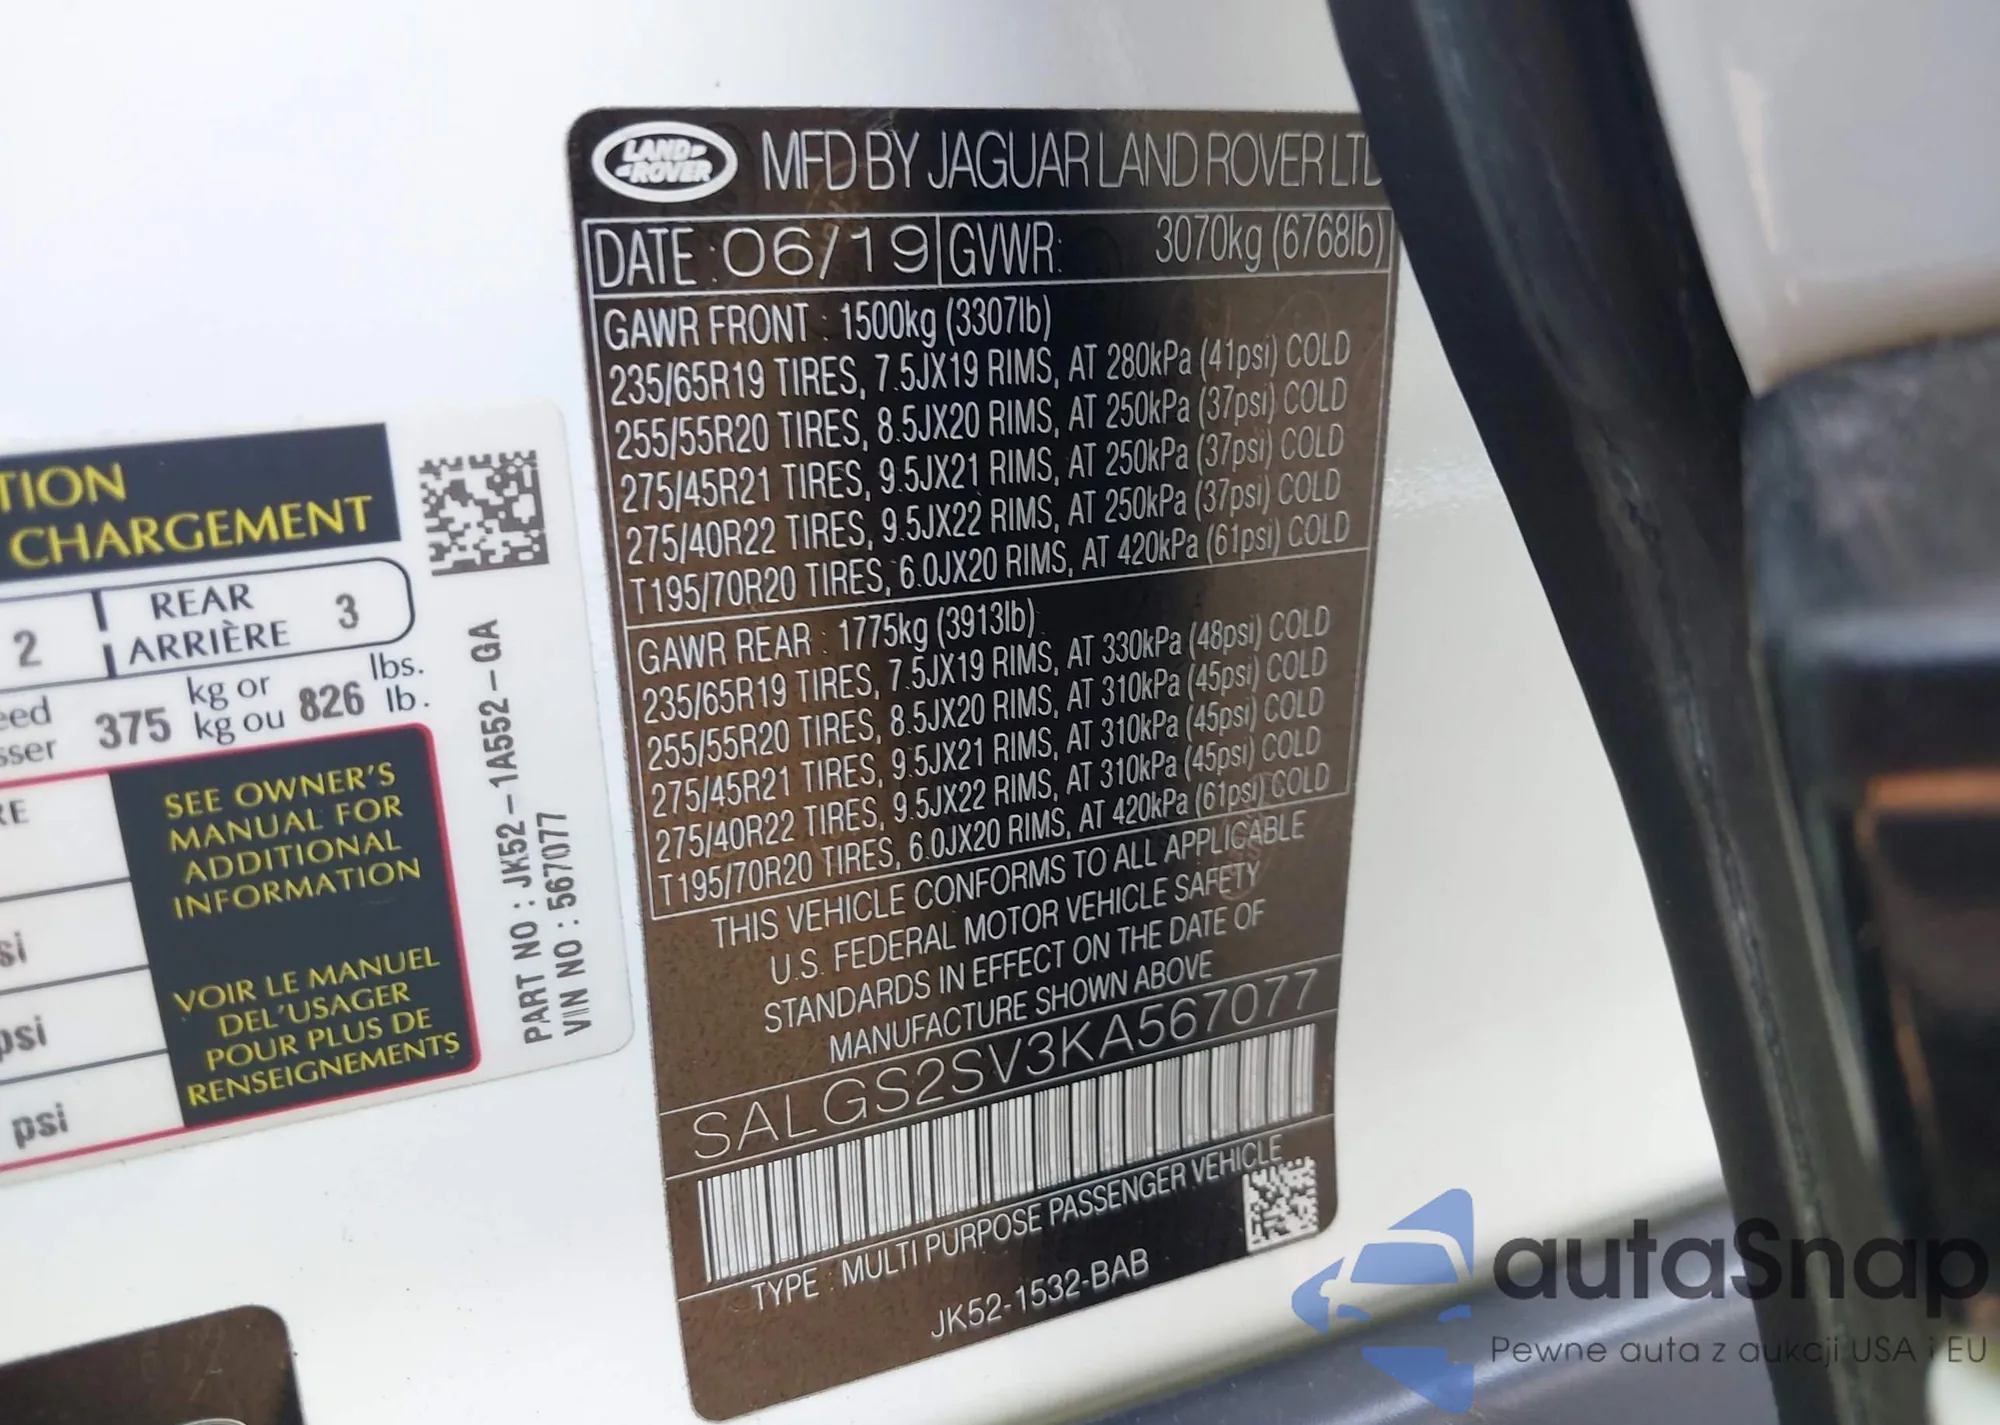 TION
CHARGEMENT
2
REAR
ARRIÈRE
3
375
kg or
kg ou
826
lbs.
lb.
SEE OWNER'S
MANUAL FOR
ADDITIONAL
INFORMATION
VOIR LE MANUEL
DEL'USAGER
POUR PLUS DE
RENSEIGNEMENTS
psi
psi
PART NO : JK52-1A552-GA
VIIN NO : 567077
LAND
ROVER
MFD BY JAGUAR LAND ROVER LTD
DATE : 06/19 GVWR: 3070kg (6768lb)
GAWR FRONT : 1500kg (3307lb)
235/65R19 TIRES, 7.5JX19 RIMS, AT 280kPa (41psi) COLD
255/55R20 TIRES, 8.5JX20 RIMS, AT 250kPa (37psi) COLD
275/45R21 TIRES, 9.5JX21 RIMS, AT 250kPa (37psi) COLD
275/40R22 TIRES, 9.5JX22 RIMS, AT 250kPa (37psi) COLD
T195/70R20 TIRES, 6.0JX20 RIMS, AT 420kPa (61psi) COLD
GAWR REAR : 1775kg (3913lb)
235/65R19 TIRES, 7.5JX19 RIMS, AT 330kPa (48psi) COLD
255/55R20 TIRES, 8.5JX20 RIMS, AT 310kPa (45psi) COLD
275/45R21 TIRES, 9.5JX21 RIMS, AT 310kPa (45psi) COLD
275/40R22 TIRES, 9.5JX22 RIMS, AT 310kPa (45psi) COLD
T195/70R20 TIRES, 6.0JX20 RIMS, AT 420kPa (61psi) COLD
THIS VEHICLE CONFORMS TO ALL APPLICABLE
U.S. FEDERAL MOTOR VEHICLE SAFETY
STANDARDS IN EFFECT ON THE DATE OF
MANUFACTURE SHOWN ABOVE
SALGS2SV3KA567077
TYPE : MULTI PURPOSE PASSENGER VEHICLE
JK52-1532-BAB
autaSnap
Pewne auta z aukcji USA i EU